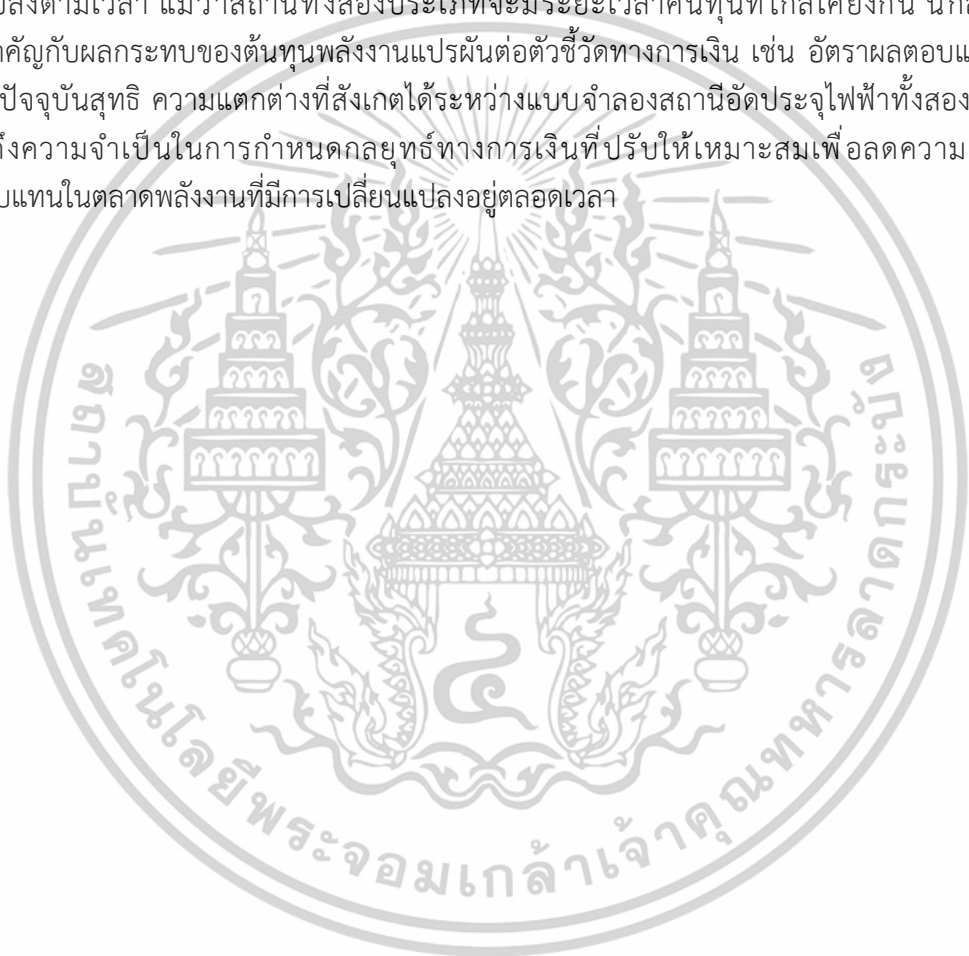 ปลงตามเวลา แม้ว่าสถานีทั้งสองประเภทจะมีระยะเวลาคืนทุนที่ใกล้เคียงกัน
คัญกับผลกระทบของต้นทุนพลังงานแปรผันต่อตัวชี้วัดทางการเงิน เช่น อัตราผลตอบแ
ปัจจุบันสุทธิ ความแตกต่างที่สังเกตได้ระหว่างแบบจำลองสถานีอัดประจุไฟฟ้าทั้งสอง
ถึงความจำเป็นในการกำหนดกลยุทธ์ทางการเงินที่ปรับให้เหมาะสมเพื่อลดความ
บแทนในตลาดพลังงานที่มีการเปลี่ยนแปลงอยู่ตลอดเวลา
สถาบันเทคโนโลยีพระจอมเกล้าเจ้าคุณทหารลาดกระบัง